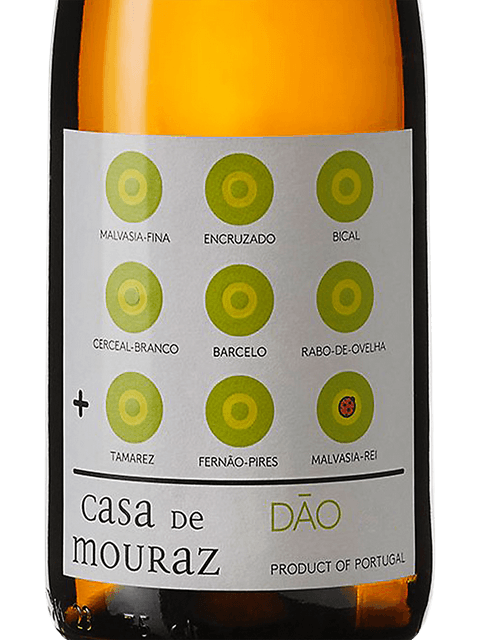 MALVASIA-FINA ENCRUZADO BICAL
CERCEAL-BRANCO BARCELO RABO-DE-OVELHA
+
TAMAREZ FERNÃO-PIRES MALVASIA-REI
casa de DÃO
mouraz PRODUCT OF PORTUGAL